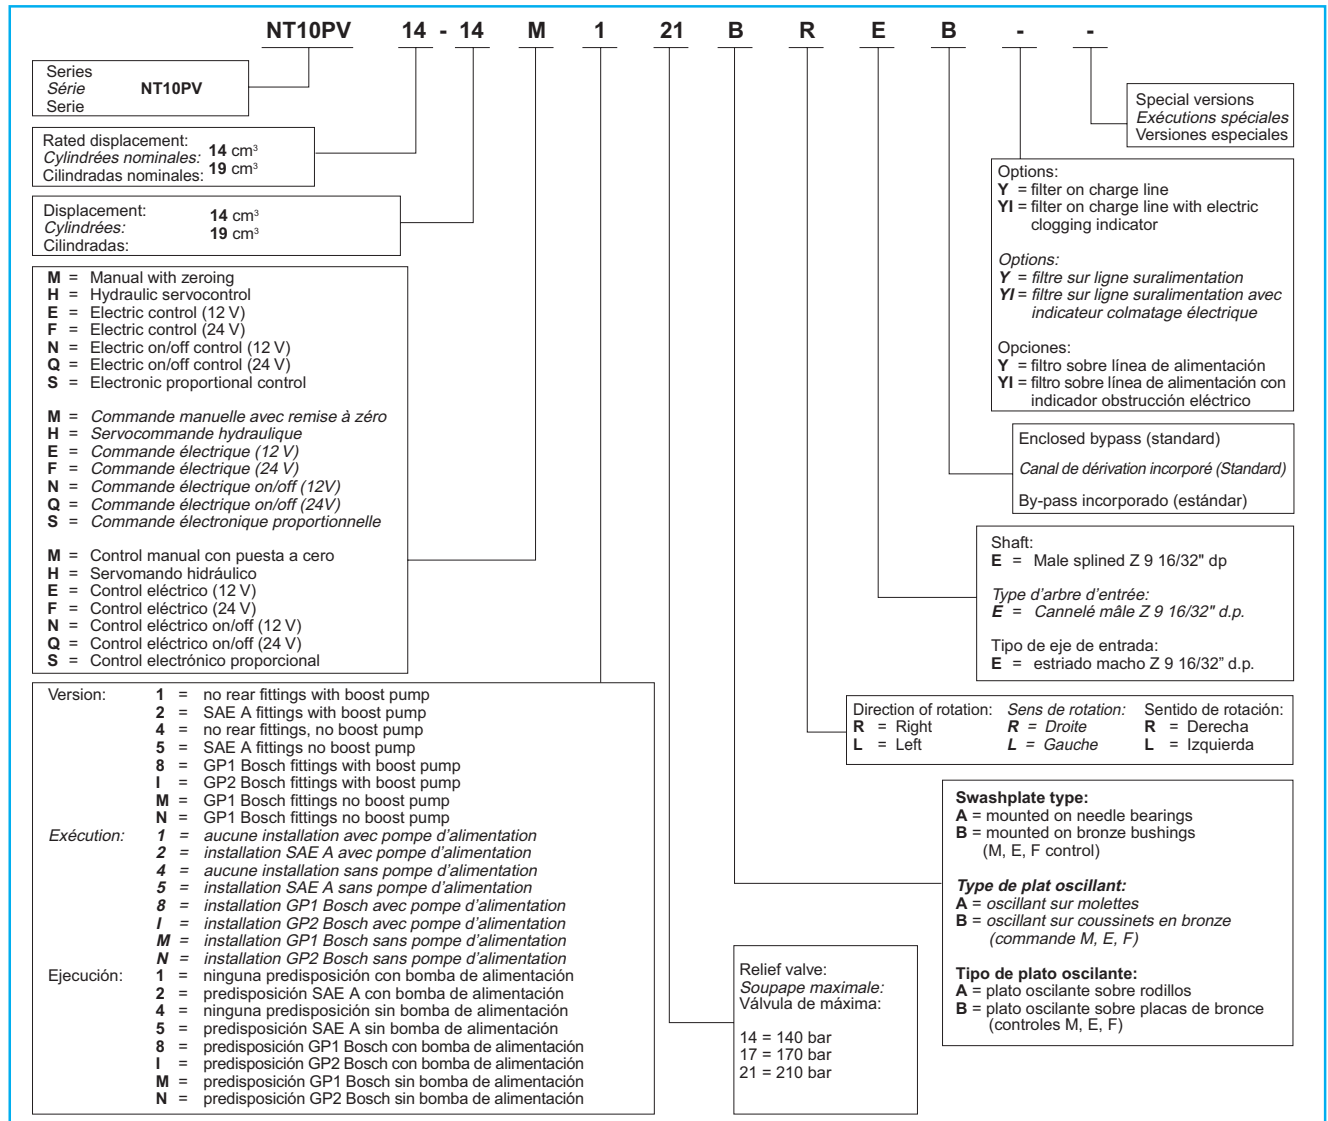 NT10PV 14 - 14 M 1 21 B R E B - -
Series
Série NT10PV
Serie
Rated displacement:
Cylindrées nominales: 14 cm³
Cilindradas nominales: 19 cm³
Displacement: 14 cm³
Cylindrées: 19 cm³
Cilindradas:
M = Manual with zeroing
H = Hydraulic servocontrol
E = Electric control (12 V)
F = Electric control (24 V)
N = Electric on/off control (12 V)
Q = Electric on/off control (24 V)
S = Electronic proportional control
M = Commande manuelle avec remise à zéro
H = Servocommande hydraulique
E = Commande électrique (12 V)
F = Commande électrique (24 V)
N = Commande électrique on/off (12V)
Q = Commande électrique on/off (24V)
S = Commande électronique proportionnelle
M = Control manual con puesta a cero
H = Servomando hidráulico
E = Control eléctrico (12 V)
F = Control eléctrico (24 V)
N = Control eléctrico on/off (12 V)
Q = Control eléctrico on/off (24 V)
S = Control electrónico proporcional
Version: 1 = no rear fittings with boost pump
2 = SAE A fittings with boost pump
4 = no rear fittings, no boost pump
5 = SAE A fittings no boost pump
8 = GP1 Bosch fittings with boost pump
I = GP2 Bosch fittings with boost pump
M = GP1 Bosch fittings no boost pump
N = GP1 Bosch fittings no boost pump
Exécution: 1 = aucune installation avec pompe d'alimentation
2 = installation SAE A avec pompe d'alimentation
4 = aucune installation sans pompe d'alimentation
5 = installation SAE A sans pompe d'alimentation
8 = installation GP1 Bosch avec pompe d'alimentation
I = installation GP2 Bosch avec pompe d'alimentation
M = installation GP1 Bosch sans pompe d'alimentation
N = installation GP2 Bosch sans pompe d'alimentation
Ejecución: 1 = ninguna predisposición con bomba de alimentación
2 = predisposición SAE A con bomba de alimentación
4 = ninguna predisposición sin bomba de alimentación
5 = predisposición SAE A sin bomba de alimentación
8 = predisposición GP1 Bosch con bomba de alimentación
I = predisposición GP2 Bosch con bomba de alimentación
M = predisposición GP1 Bosch sin bomba de alimentación
N = predisposición GP2 Bosch sin bomba de alimentación
Relief valve:
Soupape maximale:
Válvula de máxima:
14 = 140 bar
17 = 170 bar
21 = 210 bar
Swashplate type:
A = mounted on needle bearings
B = mounted on bronze bushings
(M, E, F control)
Type de plat oscillant:
A = oscillant sur molettes
B = oscillant sur coussinets en bronze
(commande M, E, F)
Tipo de plato oscilante:
A = plato oscilante sobre rodillos
B = plato oscilante sobre placas de bronce
(controles M, E, F)
Direction of rotation: Sens de rotation: Sentido de rotación:
R = Right R = Droite R = Derecha
L = Left L = Gauche L = Izquierda
Shaft:
E = Male splined Z 9 16/32" dp
Type d'arbre d'entrée:
E = Cannelé mâle Z 9 16/32" d.p.
Tipo de eje de entrada:
E = estriado macho Z 9 16/32” d.p.
Enclosed bypass (standard)
Canal de dérivation incorporé (Standard)
By-pass incorporado (estándar)
Options:
Y = filter on charge line
YI = filter on charge line with electric
clogging indicator
Options:
Y = filtre sur ligne suralimentation
YI = filtre sur ligne suralimentation avec
indicateur colmatage électrique
Opciones:
Y = filtro sobre línea de alimentación
YI = filtro sobre línea de alimentación con
indicador obstrucción eléctrico
Special versions
Exécutions spéciales
Versiones especiales